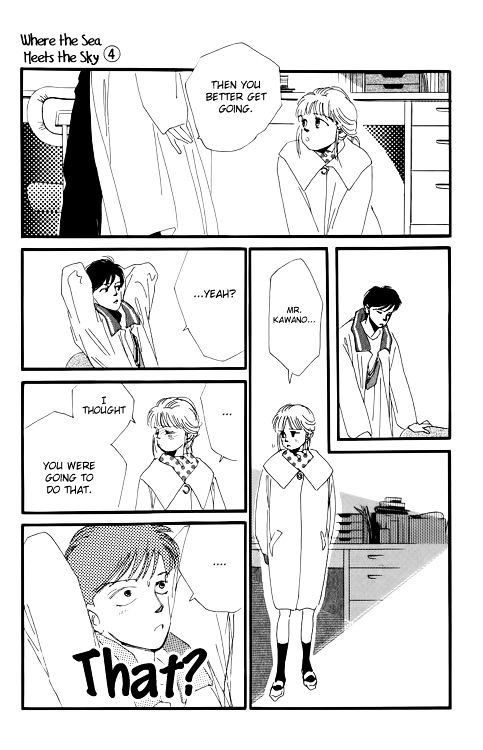 Where the Sea
Meets the Sky ④
THEN YOU
BETTER GET
GOING.
MR.
KAWANO...
...YEAH?
...
I
THOUGHT
YOU WERE
GOING TO
DO THAT.
....
That?